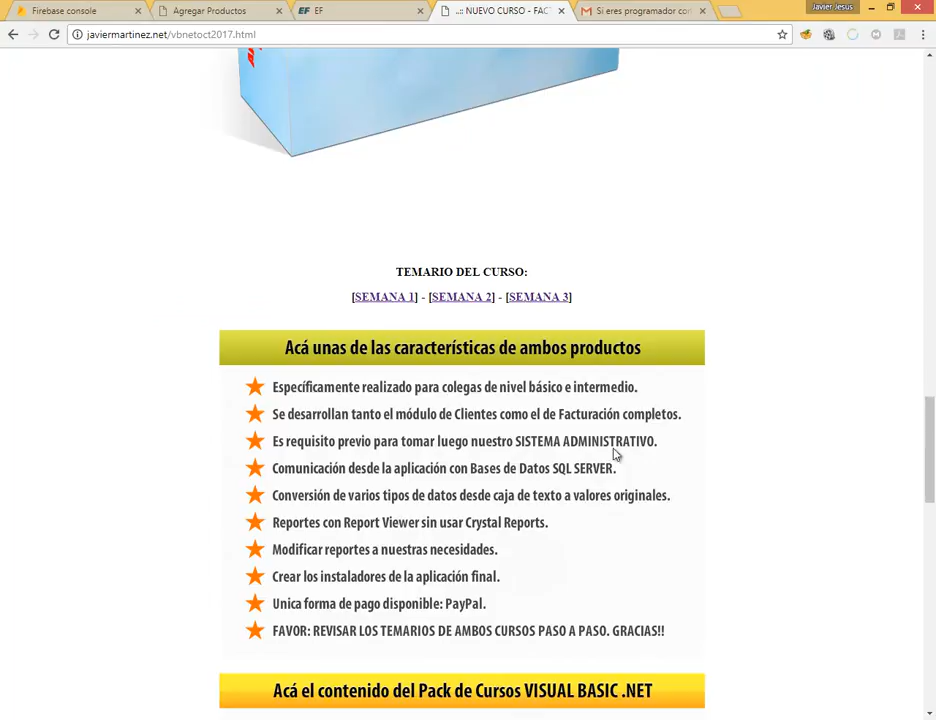 Firebase console
Agregar Productos
EF EF
..:: NUEVO CURSO - FAC
Si eres programador con
Javier Jesus
javiermartinez.net/vbnetoct2017.html
TEMARIO DEL CURSO:
[SEMANA 1] - [SEMANA 2] - [SEMANA 3]
Acá unas de las características de ambos productos
Específicamente realizado para colegas de nivel básico e intermedio.
Se desarrollan tanto el módulo de Clientes como el de Facturación completos.
Es requisito previo para tomar luego nuestro SISTEMA ADMINISTRATIVO.
Comunicación desde la aplicación con Bases de Datos SQL SERVER.
Conversión de varios tipos de datos desde caja de texto a valores originales.
Reportes con Report Viewer sin usar Crystal Reports.
Modificar reportes a nuestras necesidades.
Crear los instaladores de la aplicación final.
Unica forma de pago disponible: PayPal.
FAVOR: REVISAR LOS TEMARIOS DE AMBOS CURSOS PASO A PASO. GRACIAS!!
Acá el contenido del Pack de Cursos VISUAL BASIC .NET